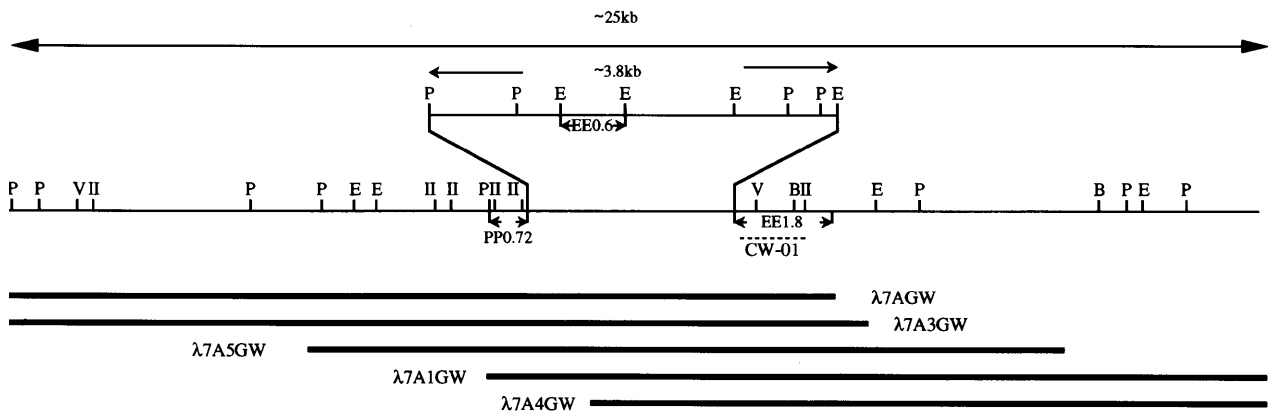 ~25kb
~3.8kb
P P E E E P P E
EE0.6
P P V II P P E E II II P II II V B II E P B P E P
PP0.72 EE1.8
CW-01
λ7AGW
λ7A3GW
λ7A5GW
λ7A1GW
λ7A4GW